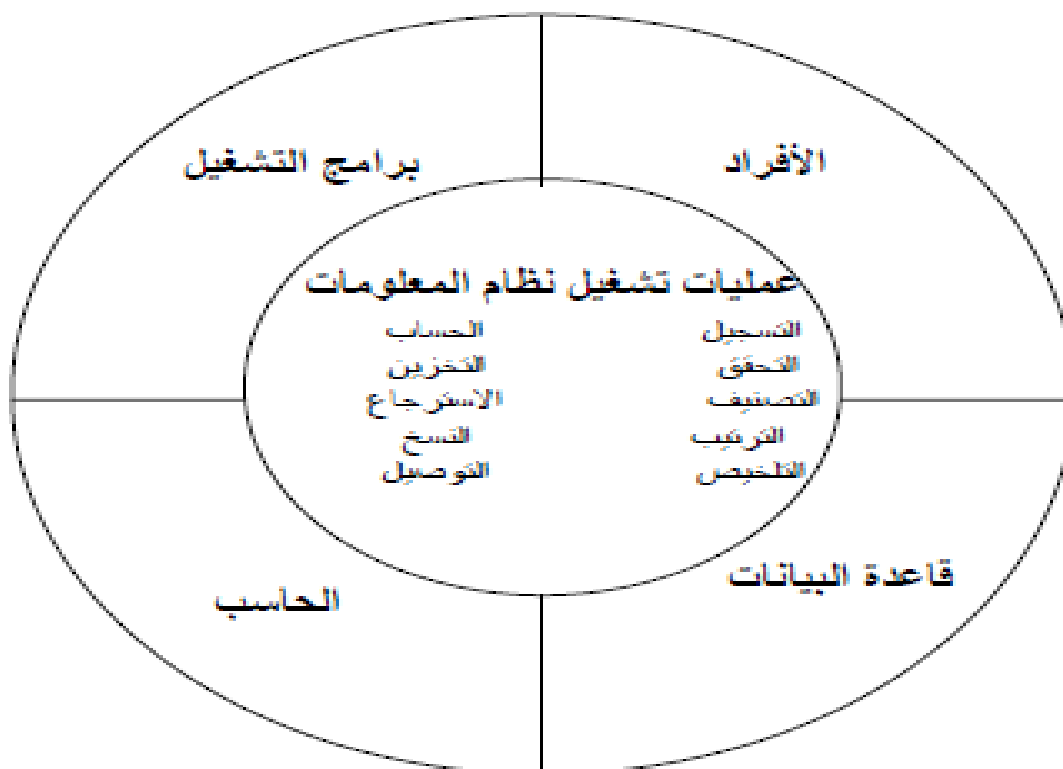 الأفراد
برامج التشغيل
عمليات تشغيل نظام المعلومات
التسجيل الحساب
التحقق التخزين
التصنيف الاسترجاع
الترتيب النسخ
التلخيص التوصيل
قاعدة البيانات
الحاسب